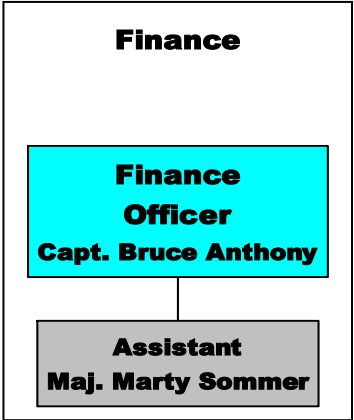 Finance
Finance
Officer
Capt. Bruce Anthony
Assistant
Maj. Marty Sommer